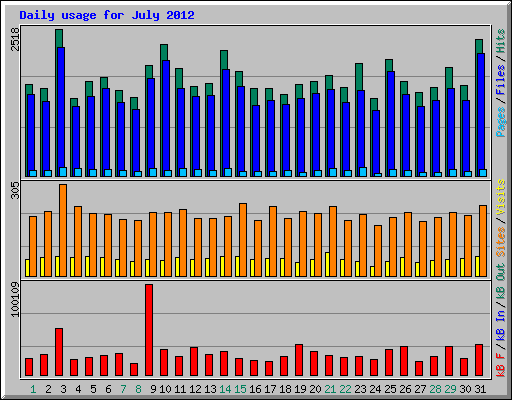 Daily usage for July 2012
2518
Pages / Files / Hits
305
Sites / Visits
100109
kB F / kB In / kB Out
1 2 3 4 5 6 7 8 9 10 11 12 13 14 15 16 17 18 19 20 21 22 23 24 25 26 27 28 29 30 31